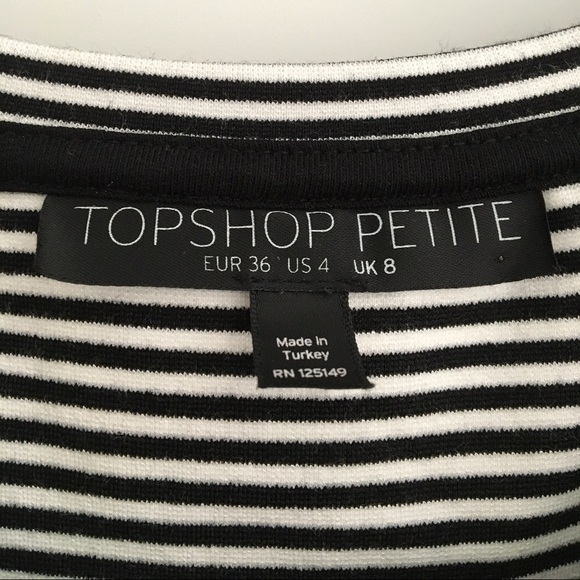 TOPSHOP PETITE
EUR 36 US 4 UK 8
Made in
Turkey
RN 125149